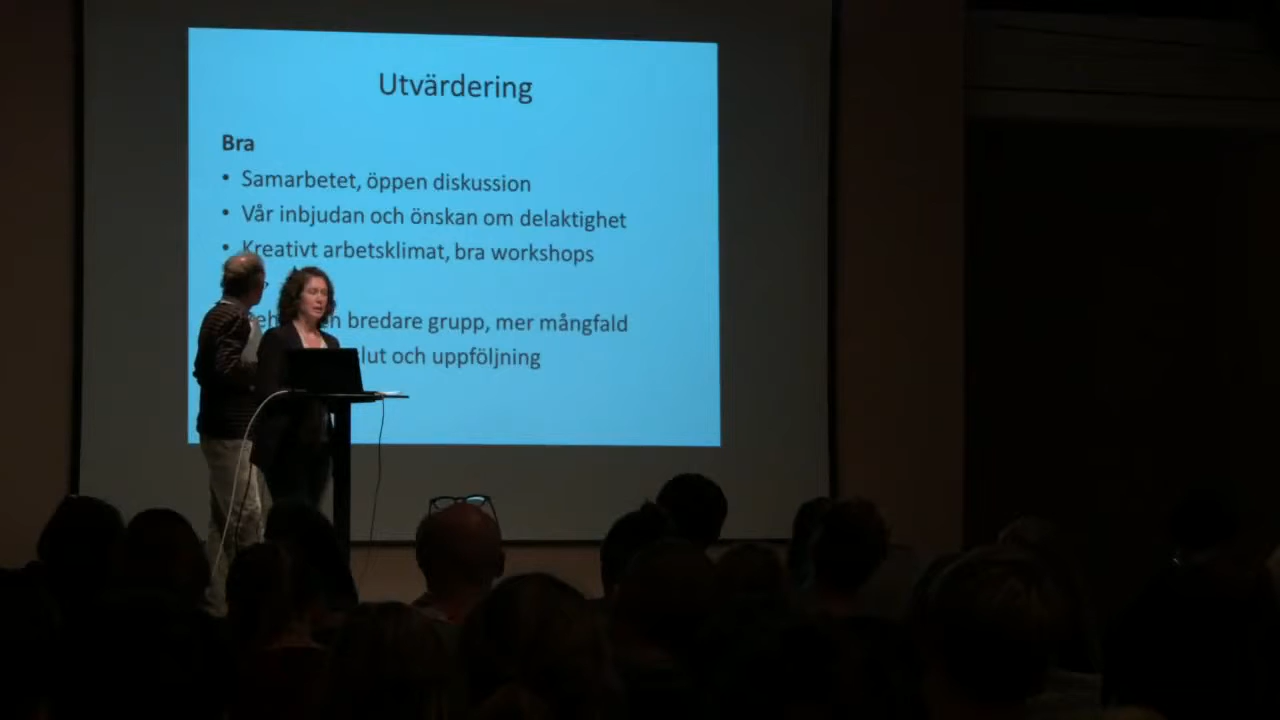 Utvärdering
Bra
• Samarbetet, öppen diskussion
• Vår inbjudan och önskan om delaktighet
• Kreativt arbetsklimat, bra workshops
bredare grupp, mer mångfald
och uppföljning